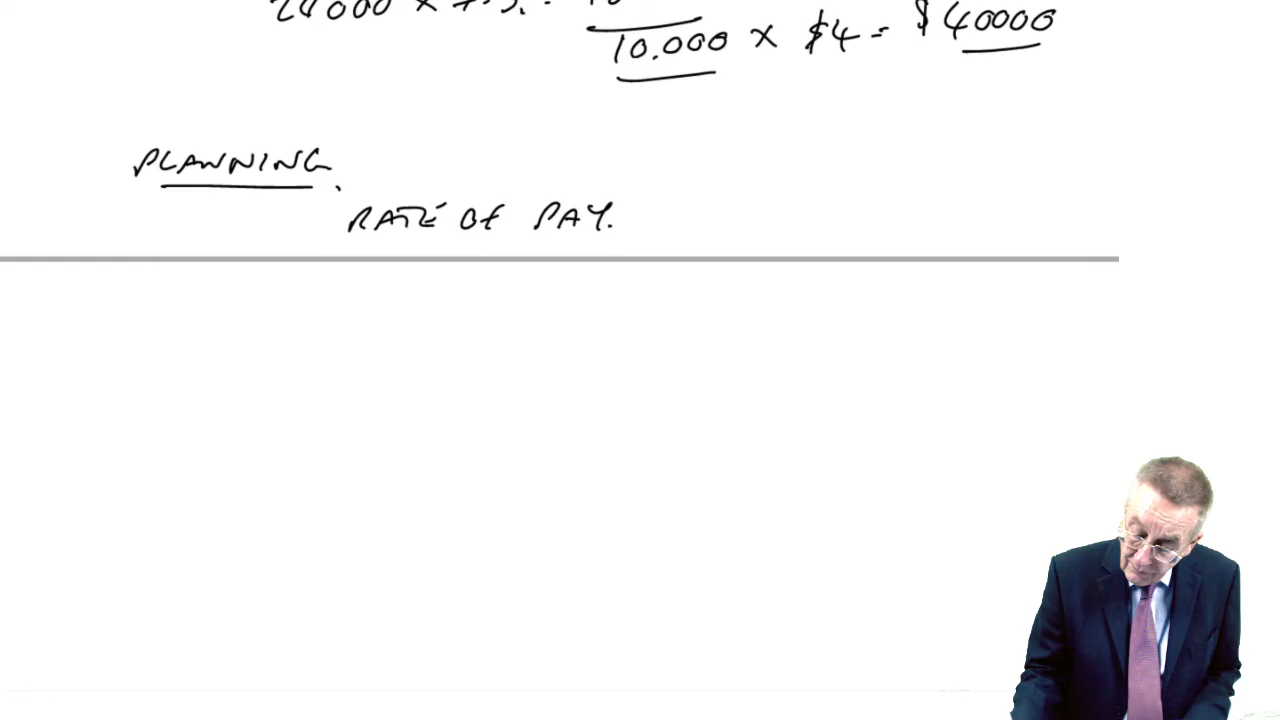 10.000 × $4 = $40000
PLANNING.
RATE OF PAY.